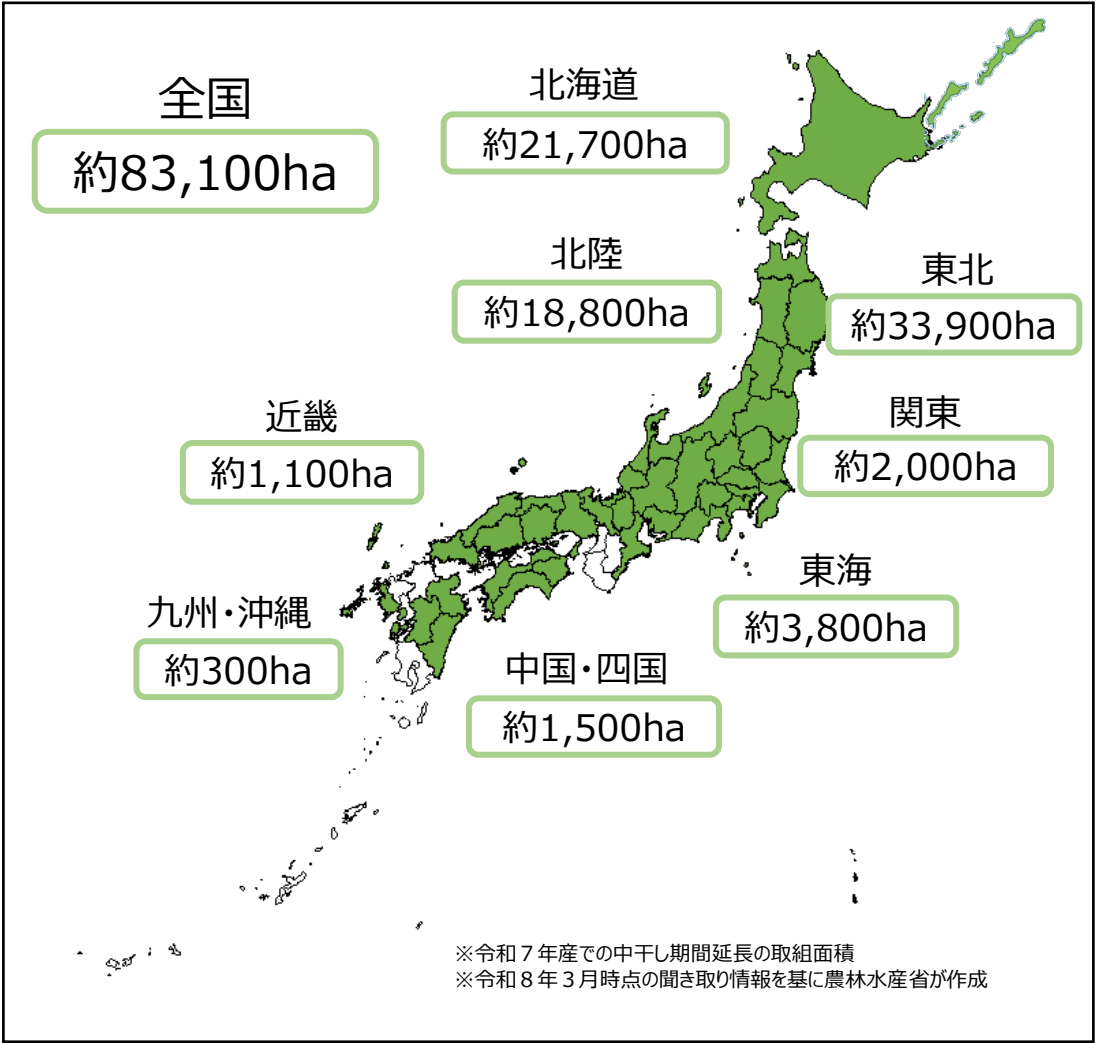 全国
約83,100ha
北海道
約21,700ha
北陸
約18,800ha
東北
約33,900ha
近畿
約1,100ha
関東
約2,000ha
東海
約3,800ha
九州・沖縄
約300ha
中国・四国
約1,500ha
※令和７年産での中干し期間延長の取組面積
※令和８年３月時点の聞き取り情報を基に農林水産省が作成